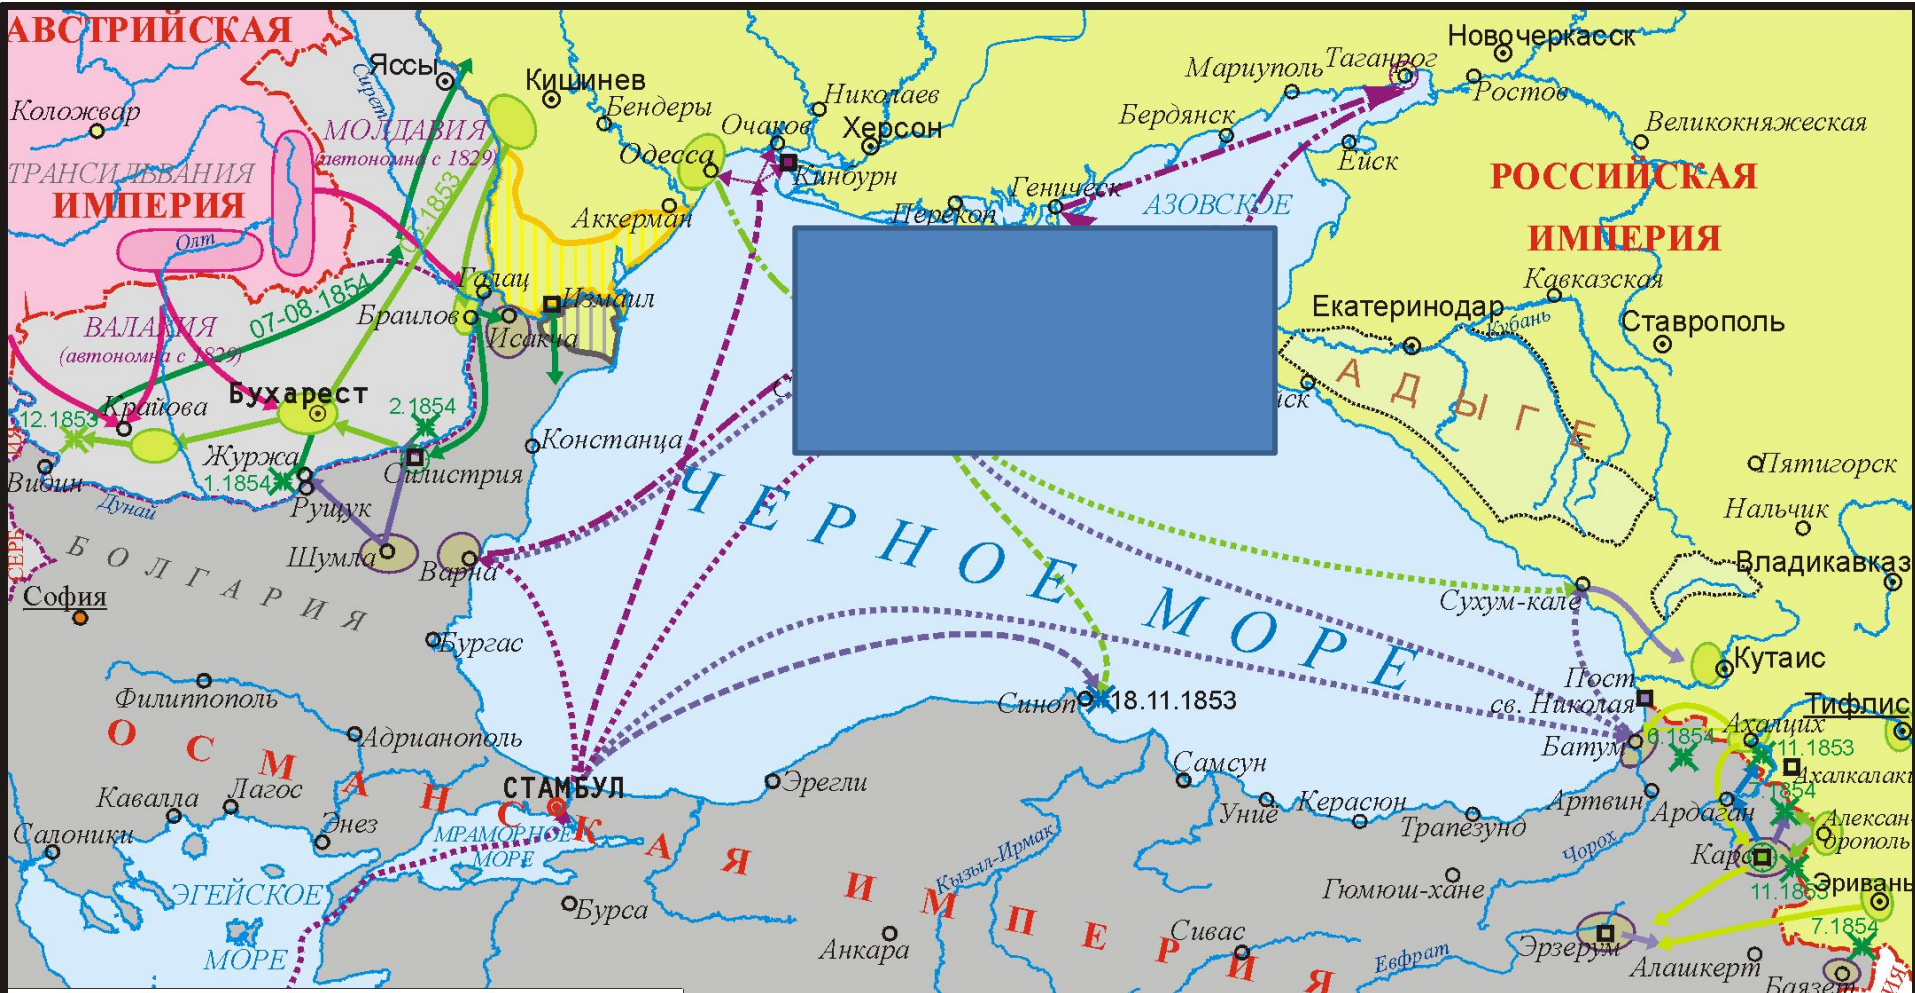 АВСТРИЙСКАЯ
Яссы
Кишинев
Новочеркасск
Мариуполь
Таганрог
Ростов
Коложвар
Сирет
Бендеры
Николаев
Очаков
Херсон
Бердянск
Великокняжеская
МОЛДАВИЯ
(автономна с 1829)
Одесса
Кинбурн
Ейск
ТРАНСИЛЬВАНИЯ
ИМПЕРИЯ
РОССИЙСКАЯ
ИМПЕРИЯ
Геническ
АЗОВСКОЕ
Перекоп
Аккерман
Олт
Галац
Измаил
Кавказская
07-08.1854
Браилов
Исакча
Екатеринодар
Кубань
Ставрополь
ВАЛАХИЯ
(автономна с 1829)
АДЫГЕ
Бухарест
Крайова
12.1853
2.1854
йск
Констанца
Журжа
1.1854
Силистрия
Видин
Дунай
Рущук
Пятигорск
Нальчик
ЧЕРНОЕ МОРЕ
БОЛГАРИЯ
Шумла
Варна
Владикавказ
София
Сухум-кале
Бургас
Кутаис
Филиппополь
Синоп
18.11.1853
Пост
св. Николая
Тифлис
Адрианополь
Батум
6.1854
Ахалцих
11.1853
ОСМАНСКАЯ ИМПЕРИЯ
СТАМБУЛ
Эрегли
Самсун
Ахалкалаки
Кавалла
Лагос
Уние
Керасюн
Трапезунд
Артвин
Ардаган
Салоники
Энез
МРАМОРНОЕ
МОРЕ
Кызыл-Ирмак
Чорох
Карс
Алексан-
дрополь
11.1853
Эривань
ЭГЕЙСКОЕ
МОРЕ
Бурса
Анкара
Гюмюш-хане
Сивас
Евфрат
Эрзерум
7.1854
Алашкерт
Баязет